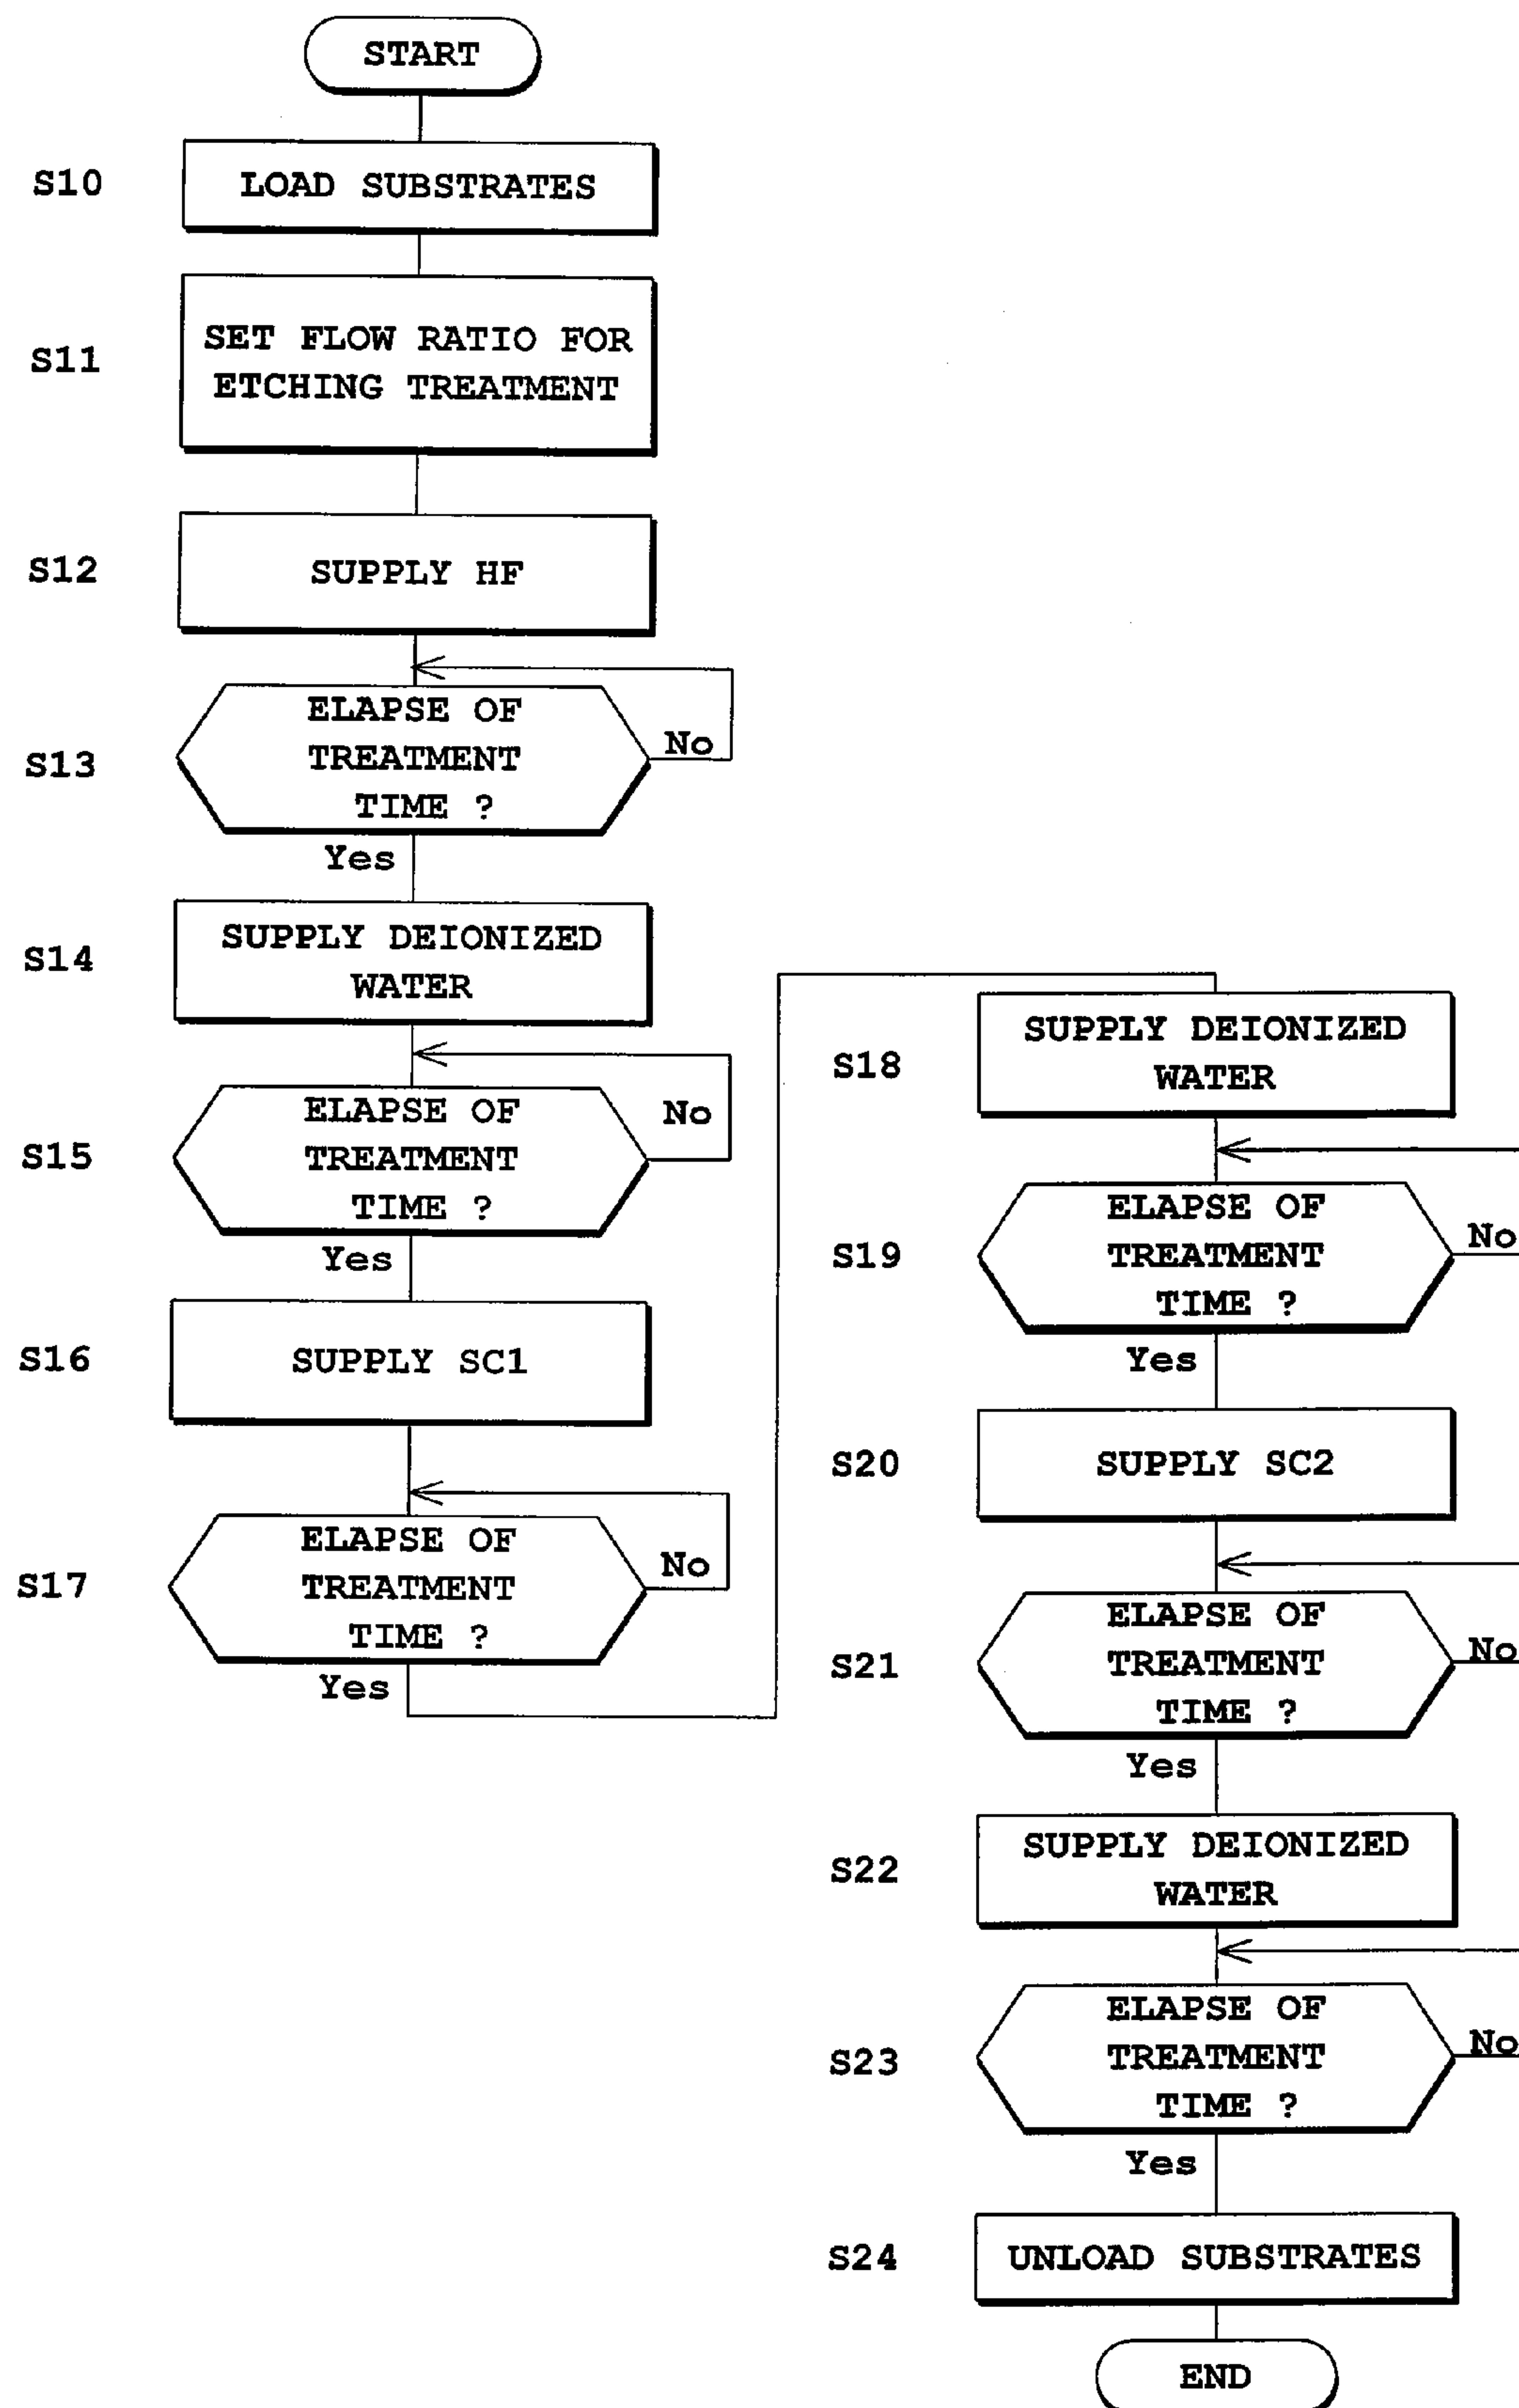 START
S10
LOAD SUBSTRATES
S11
SET FLOW RATIO FOR
ETCHING TREATMENT
S12
SUPPLY HF
S13
ELAPSE OF
TREATMENT
TIME ?
No
Yes
S14
SUPPLY DEIONIZED
WATER
S15
ELAPSE OF
TREATMENT
TIME ?
No
Yes
S16
SUPPLY SC1
S17
ELAPSE OF
TREATMENT
TIME ?
No
Yes
S18
SUPPLY DEIONIZED
WATER
S19
ELAPSE OF
TREATMENT
TIME ?
No
Yes
S20
SUPPLY SC2
S21
ELAPSE OF
TREATMENT
TIME ?
No
Yes
S22
SUPPLY DEIONIZED
WATER
S23
ELAPSE OF
TREATMENT
TIME ?
No
Yes
S24
UNLOAD SUBSTRATES
END